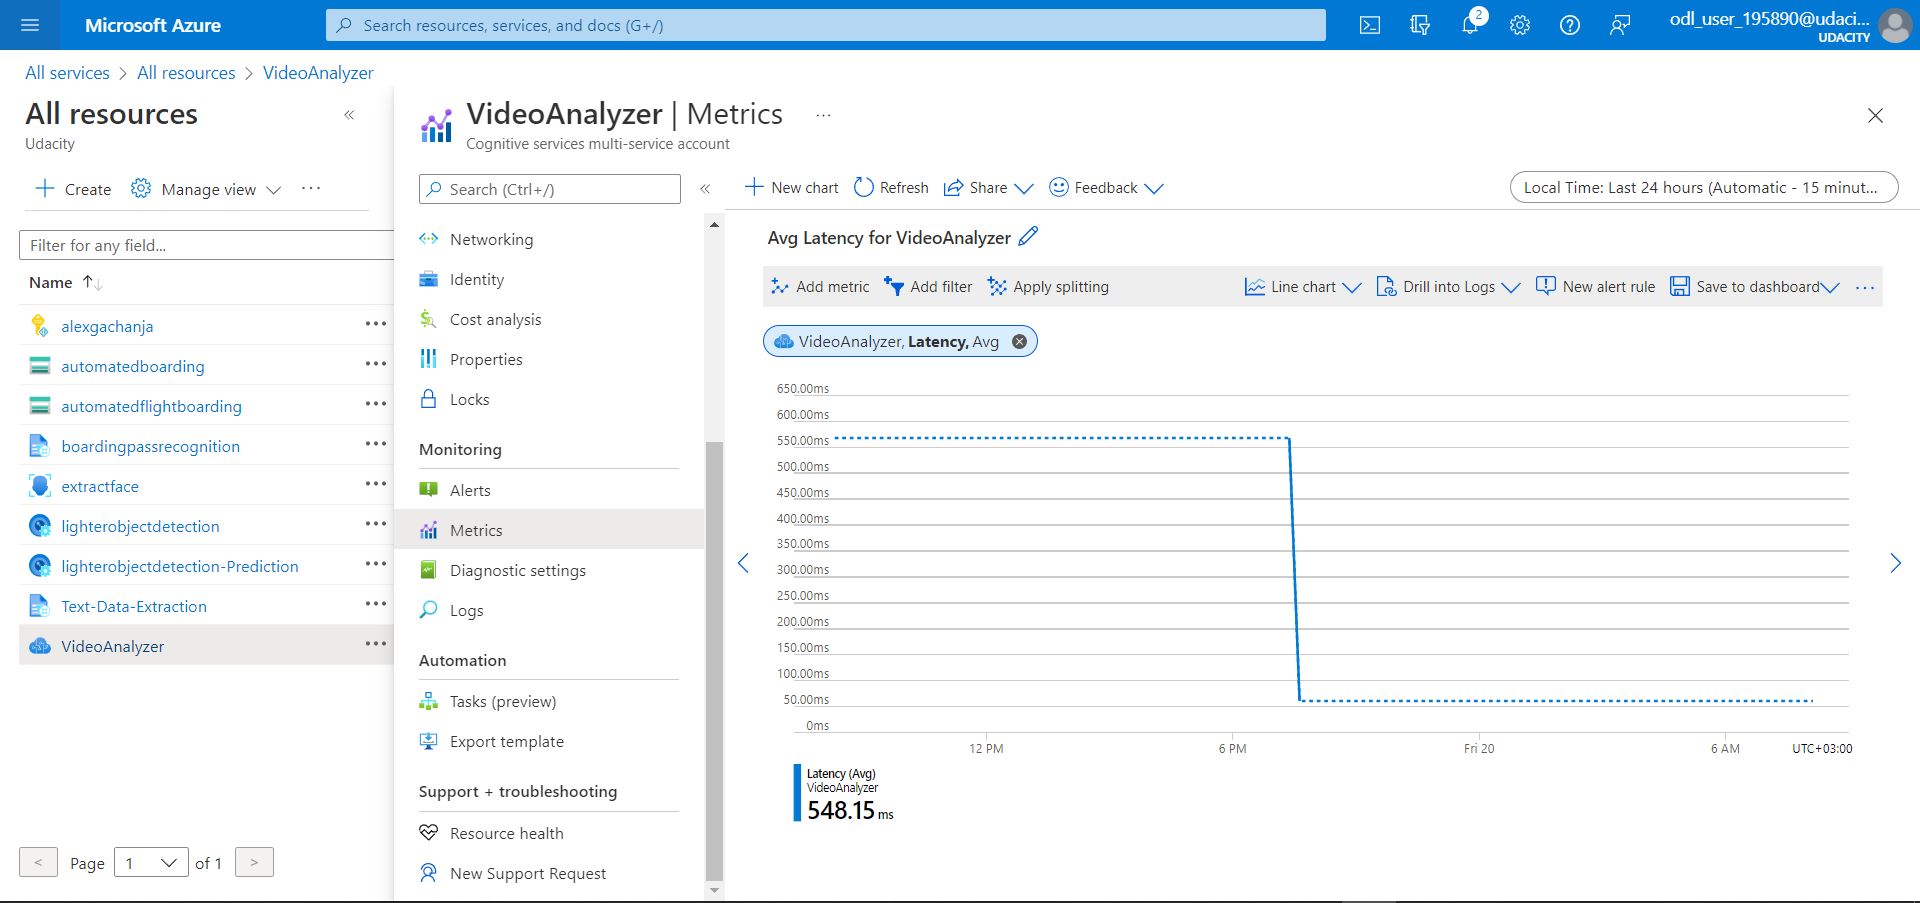 Microsoft Azure
Search resources, services, and docs (G+/)
2
odl_user_195890@udaci...
UDACITY
All services > All resources > VideoAnalyzer
All resources
«
Udacity
Create
Manage view
...
Filter for any field...
Name ↑↓
alexgachanja
automatedboarding
automatedflightboarding
boardingpassrecognition
extractface
lighterobjectdetection
lighterobjectdetection-Prediction
Text-Data-Extraction
VideoAnalyzer
< Page 1 of 1 >
VideoAnalyzer | Metrics
...
Cognitive services multi-service account
Search (Ctrl+/)
«
Networking
Identity
Cost analysis
Properties
Locks
Monitoring
Alerts
Metrics
Diagnostic settings
Logs
Automation
Tasks (preview)
Export template
Support + troubleshooting
Resource health
New Support Request
New chart
Refresh
Share
Feedback
Local Time: Last 24 hours (Automatic - 15 minut...
Avg Latency for VideoAnalyzer
Add metric
Add filter
Apply splitting
Line chart
Drill into Logs
New alert rule
Save to dashboard
...
VideoAnalyzer, Latency, Avg
650.00ms
600.00ms
550.00ms
500.00ms
450.00ms
400.00ms
350.00ms
300.00ms
250.00ms
200.00ms
150.00ms
100.00ms
50.00ms
0ms
12 PM
6 PM
Fri 20
6 AM
UTC+03:00
Latency (Avg)
VideoAnalyzer
548.15 ms